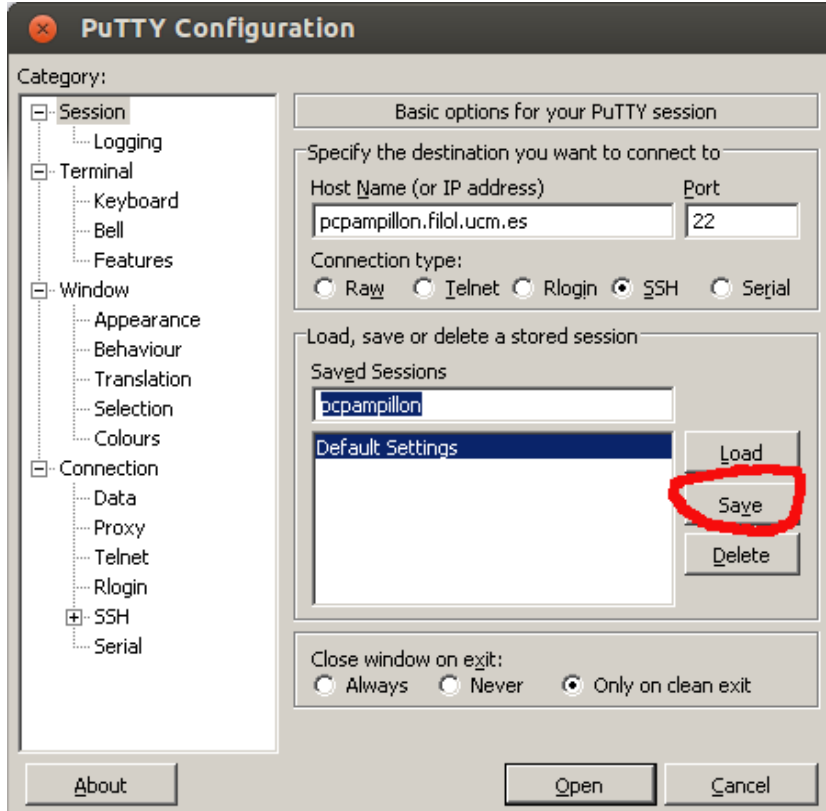 PuTTY Configuration
Category:
Session
Logging
Terminal
Keyboard
Bell
Features
Window
Appearance
Behaviour
Translation
Selection
Colours
Connection
Data
Proxy
Telnet
Rlogin
SSH
Serial
Basic options for your PuTTY session
Specify the destination you want to connect to
Host Name (or IP address) Port
pcpampillon.filol.ucm.es 22
Connection type:
Raw Telnet Rlogin SSH Serial
Load, save or delete a stored session
Saved Sessions
pcpampillon
Default Settings
Load
Save
Delete
Close window on exit:
Always Never Only on clean exit
About Open Cancel